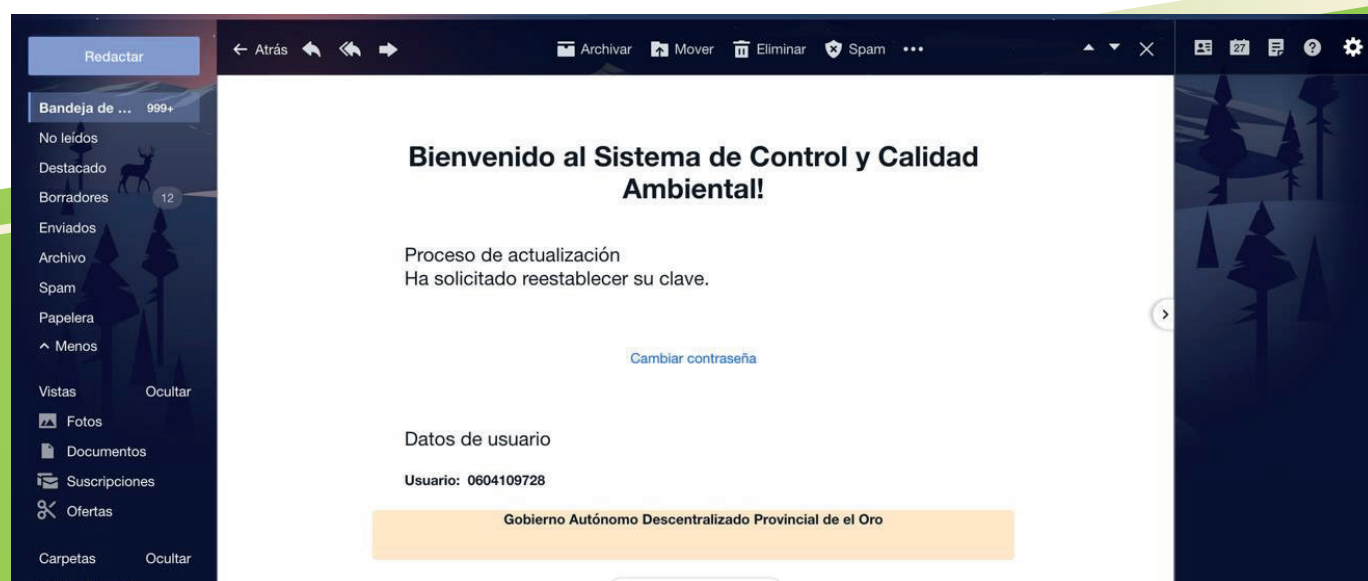 Redactar
Atrás
Archivar
Mover
Eliminar
Spam
27
Bandeja de ... 999+
No leídos
Destacado
Borradores 12
Enviados
Archivo
Spam
Papelera
Menos
Vistas Ocultar
Fotos
Documentos
Suscripciones
Ofertas
Carpetas Ocultar
Bienvenido al Sistema de Control y Calidad
Ambiental!
Proceso de actualización
Ha solicitado reestablecer su clave.
Cambiar contraseña
Datos de usuario
Usuario: 0604109728
Gobierno Autónomo Descentralizado Provincial de el Oro